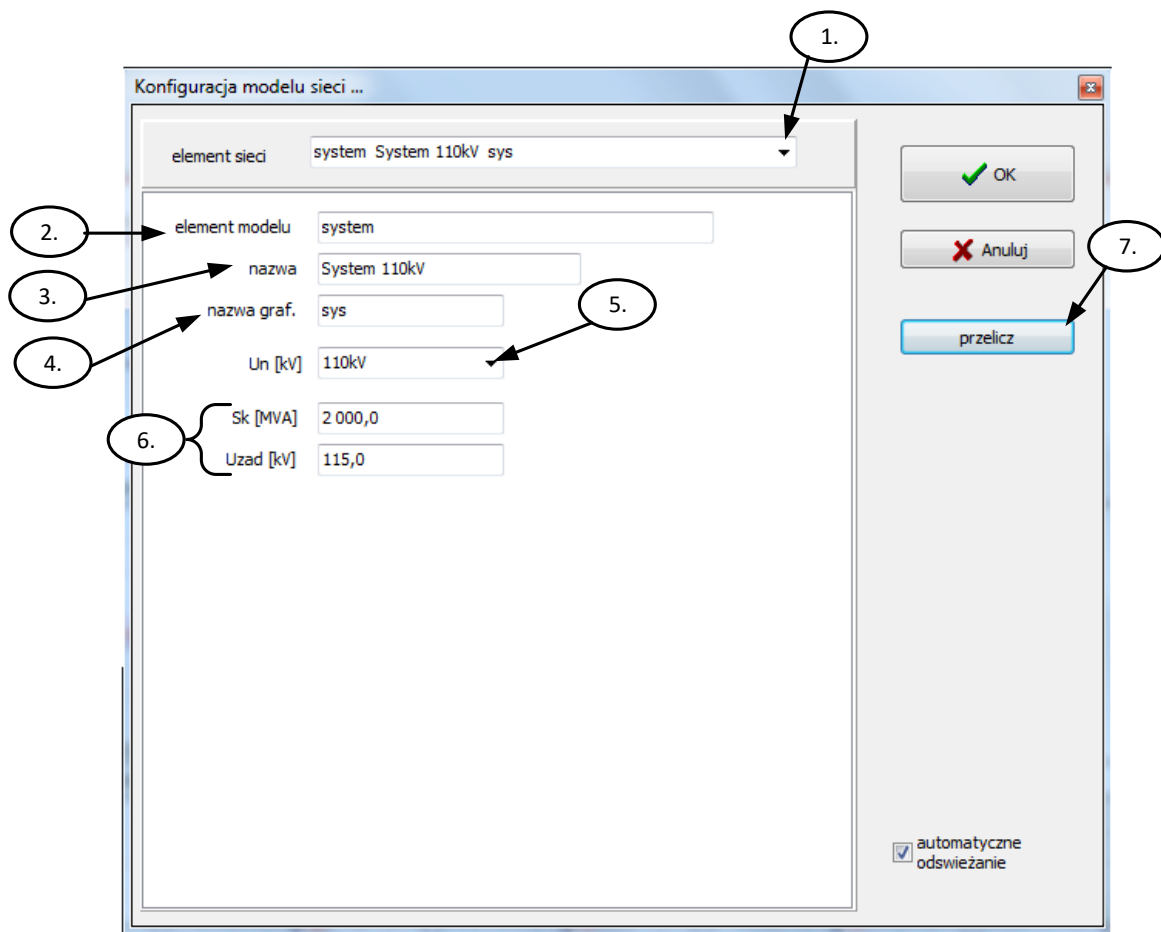 1.
Konfiguracja modelu sieci ...
element sieci system System 110kV sys
OK
2.
element modelu system
Anuluj
7.
3.
nazwa System 110kV
4.
nazwa graf. sys
5.
przelicz
Un [kV] 110kV
6.
Sk [MVA] 2 000,0
Uzad [kV] 115,0
automatyczne
odswieżanie